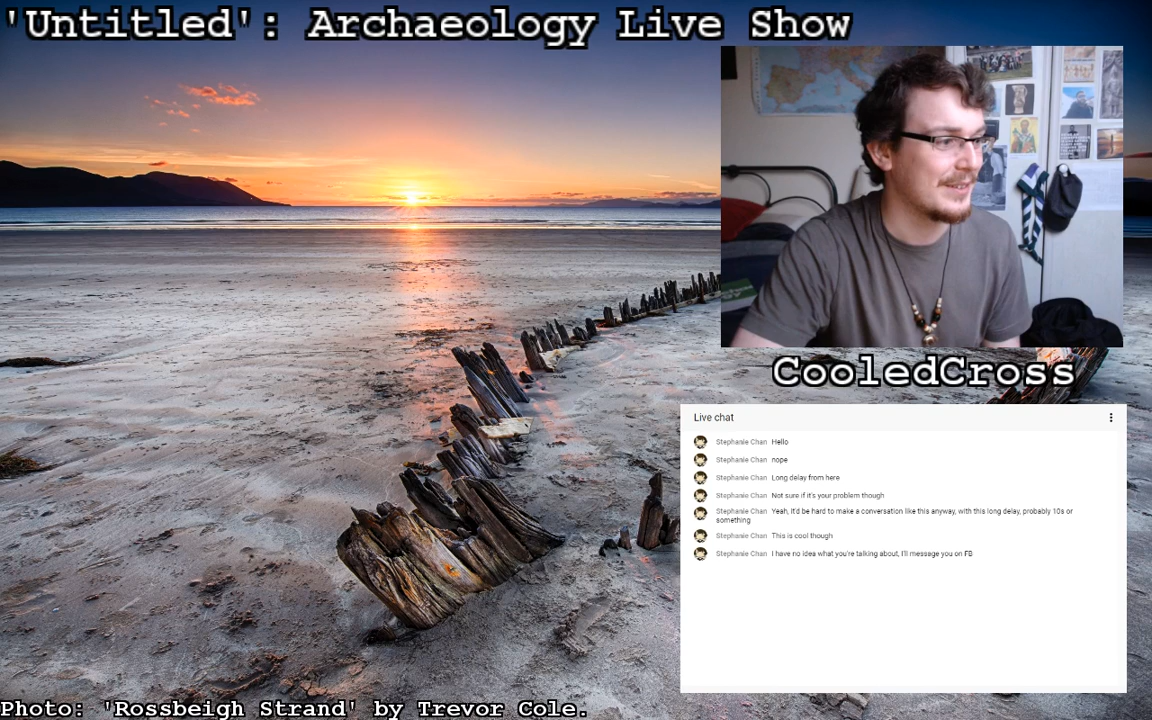 'Untitled': Archaeology Live Show
CooledCross
Live chat
Stephanie Chan Hello
Stephanie Chan nope
Stephanie Chan Long delay from here
Stephanie Chan Not sure if it's your problem though
Stephanie Chan Yeah, it'd be hard to make a conversation like this anyway, with this long delay, probably 10s or
something
Stephanie Chan This is cool though
Stephanie Chan i have no idea what you're talking about, I'll message you on FB
Photo: 'Rossbeigh Strand' by Trevor Cole.